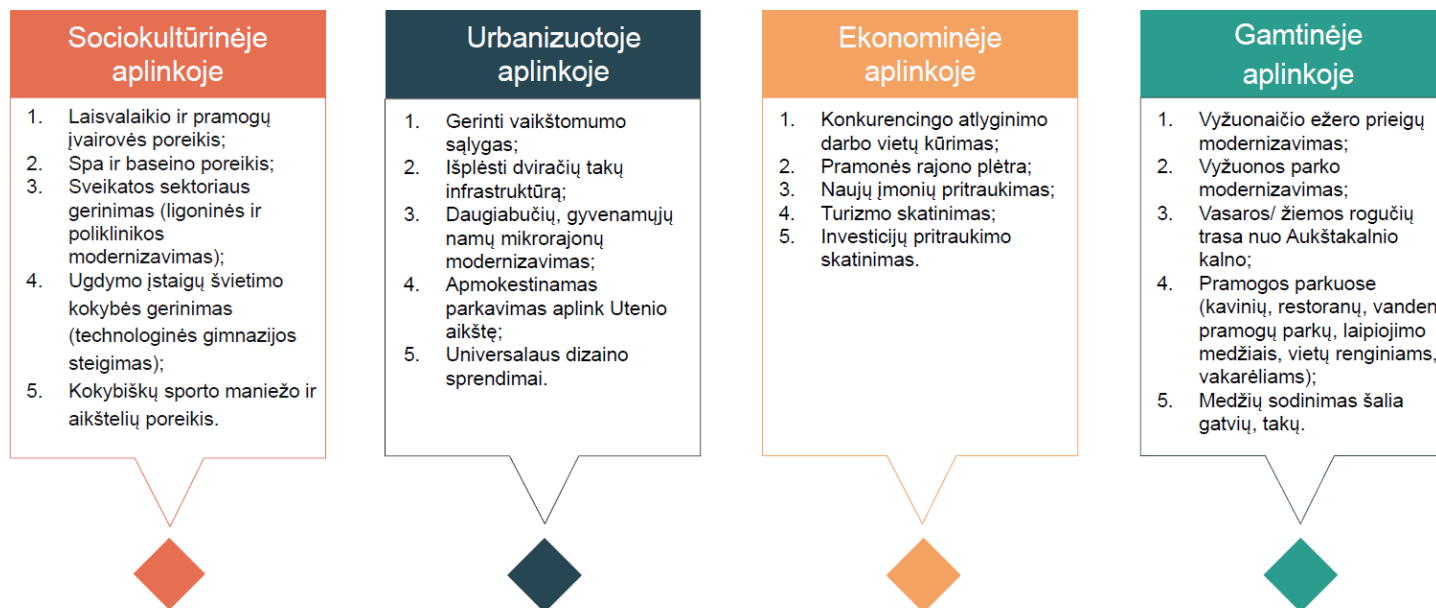 Sociokultūrinėje
aplinkoje
1. Laisvalaikio ir pramogų
įvairovės poreikis;
2. Spa ir baseino poreikis;
3. Sveikatos sektoriaus
gerinimas (ligoninės ir
poliklinikos
modernizavimas);
4. Ugdymo įstaigų švietimo
kokybės gerinimas
(technologinės gimnazijos
steigimas);
5. Kokybiškų sporto maniežo ir
aikštelių poreikis.
Urbanizuotoje
aplinkoje
1. Gerinti vaikštomumo
sąlygas;
2. Išplėsti dviračių takų
infrastruktūrą;
3. Daugiabučių, gyvenamųjų
namų mikrorajonų
modernizavimas;
4. Apmokestinamas
parkavimas aplink Utenio
aikštę;
5. Universalaus dizaino
sprendimai.
Ekonominėje
aplinkoje
1. Konkurencingo atlyginimo
darbo vietų kūrimas;
2. Pramonės rajono plėtra;
3. Naujų įmonių pritraukimas;
4. Turizmo skatinimas;
5. Investicijų pritraukimo
skatinimas.
Gamtinėje
aplinkoje
1. Vyžuonaičio ežero prieigų
modernizavimas;
2. Vyžuonos parko
modernizavimas;
3. Vasaros/ žiemos rogučių
trasa nuo Aukštakalnio
kalno;
4. Pramogos parkuose
(kavinių, restoranų, vanden
pramogų parkų, laipiojimo
medžiais, vietų renginiams,
vakarėliams);
5. Medžių sodinimas šalia
gatvių, takų.